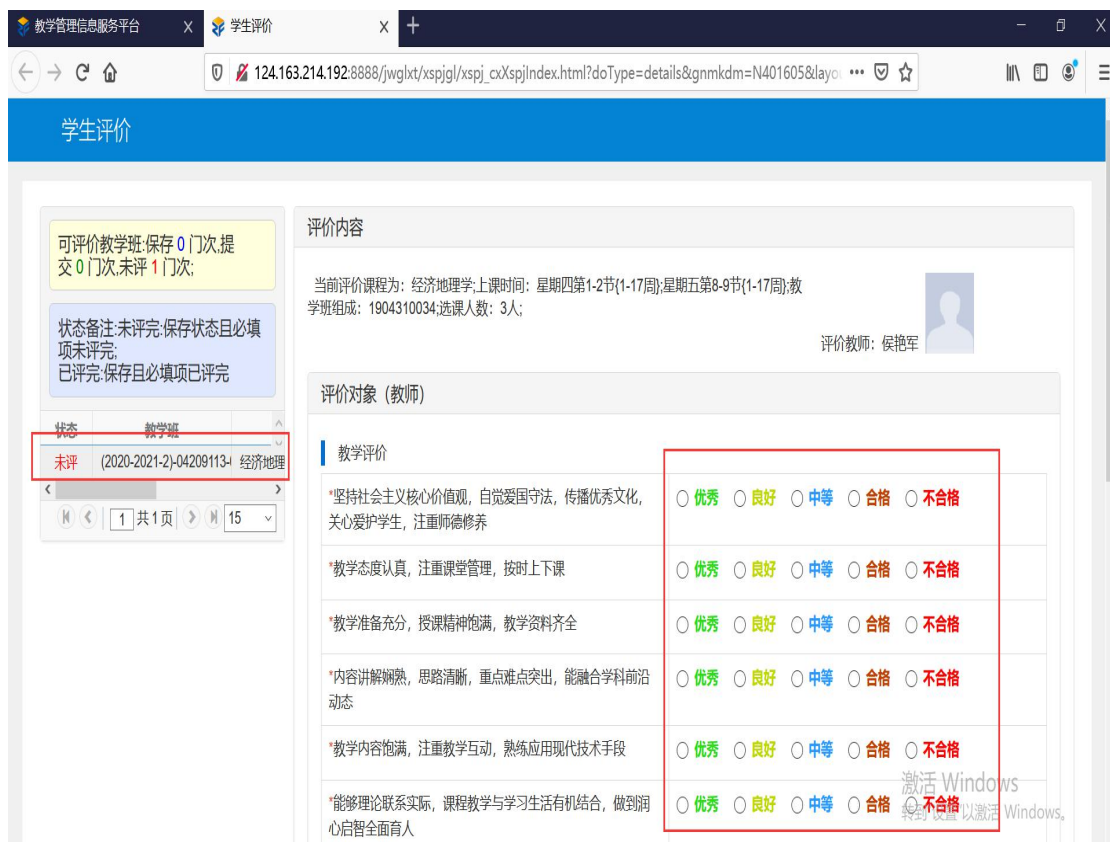 教学管理信息服务平台
学生评价
124.163.214.192:8888/jwglxt/xspjgl/xspj_cxXspjIndex.html?doType=details&gnmkdm=N401605&layo
学生评价
可评价教学班:保存 0 门次,提
交 0 门次,未评 1 门次;
状态备注:未评完:保存状态且必填
项未评完;
已评完:保存且必填项已评完
状态 教学班
未评 (2020-2021-2)-04209113- 经济地理
1 共1页 15
评价内容
当前评价课程为：经济地理学;上课时间：星期四第1-2节{1-17周};星期五第8-9节{1-17周};教
学班组成：1904310034;选课人数：3人;
评价教师：侯艳军
评价对象（教师）
教学评价
*坚持社会主义核心价值观，自觉爱国守法，传播优秀文化，
关心爱护学生，注重师德修养
优秀 良好 中等 合格 不合格
*教学态度认真，注重课堂管理，按时上下课
优秀 良好 中等 合格 不合格
*教学准备充分，授课精神饱满，教学资料齐全
优秀 良好 中等 合格 不合格
*内容讲解娴熟，思路清晰，重点难点突出，能融合学科前沿
动态
优秀 良好 中等 合格 不合格
*教学内容饱满，注重教学互动，熟练应用现代技术手段
优秀 良好 中等 合格 不合格
*能够理论联系实际，课程教学与学习生活有机结合，做到润
心启智全面育人
优秀 良好 中等 合格 不合格
激活 Windows
转到"设置"以激活 Windows。